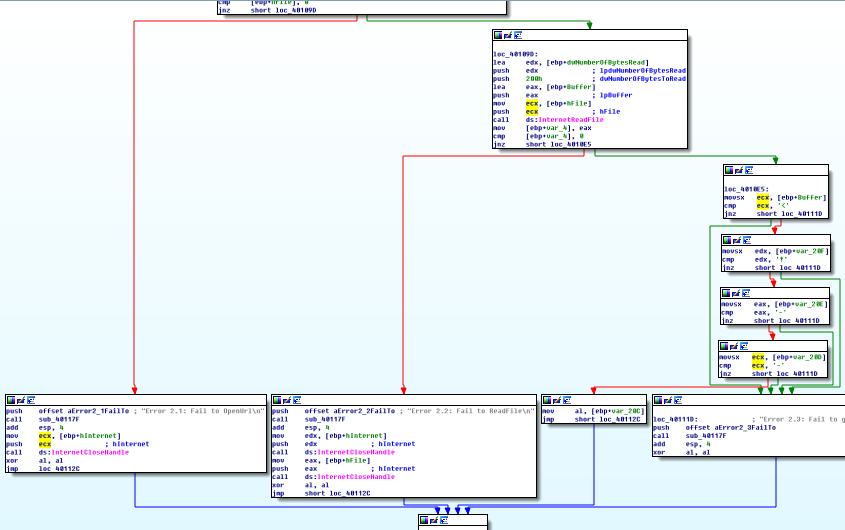 cmp     [ebp+hFile], 0
jnz     short loc_40109D
loc_40109D:
lea     edx, [ebp+dwNumberOfBytesRead]
push    edx             ; lpdwNumberOfBytesRead
push    200h            ; dwNumberOfBytesToRead
lea     eax, [ebp+Buffer]
push    eax             ; lpBuffer
mov     ecx, [ebp+hFile]
push    ecx             ; hFile
call    ds:InternetReadFile
mov     [ebp+var_4], eax
cmp     [ebp+var_4], 0
jnz     short loc_4010E5
loc_4010E5:
movsx   ecx, [ebp+Buffer]
cmp     ecx, '<'
jnz     short loc_40111D
movsx   edx, [ebp+var_20F]
cmp     edx, '!'
jnz     short loc_40111D
movsx   eax, [ebp+var_20E]
cmp     eax, '-'
jnz     short loc_40111D
movsx   ecx, [ebp+var_20D]
cmp     ecx, '-'
jnz     short loc_40111D
push    offset aError2_1FailTo ; "Error 2.1: Fail to OpenUrl\n"
call    sub_40117F
add     esp, 4
mov     ecx, [ebp+hInternet]
push    ecx             ; hInternet
call    ds:InternetCloseHandle
xor     al, al
jmp     loc_40112C
push    offset aError2_2FailTo ; "Error 2.2: Fail to ReadFile\n"
call    sub_40117F
add     esp, 4
mov     edx, [ebp+hInternet]
push    edx             ; hInternet
call    ds:InternetCloseHandle
mov     eax, [ebp+hFile]
push    eax             ; hInternet
call    ds:InternetCloseHandle
xor     al, al
jmp     short loc_40112C
mov     al, [ebp+var_20C]
jmp     short loc_40112C
loc_40111D:             ; "Error 2.3: Fail to g
push    offset aError2_3FailTo
call    sub_40117F
add     esp, 4
xor     al, al